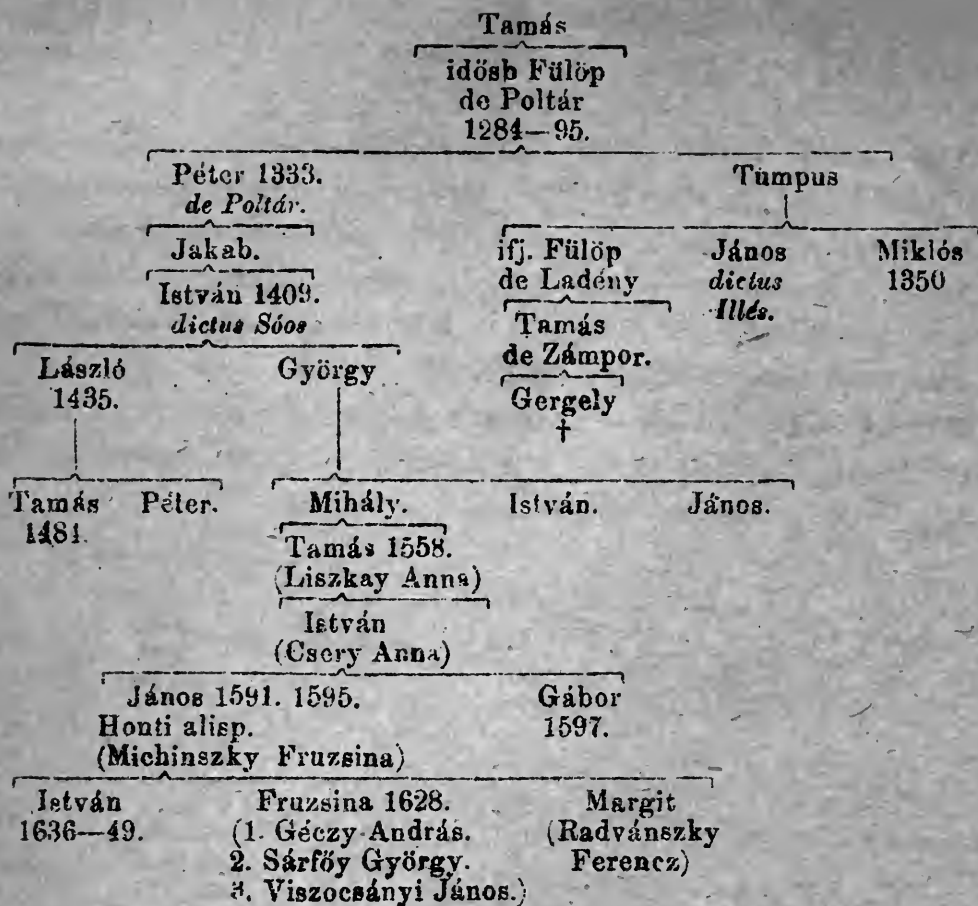 Tamás
idősb Fülöp
de Poltár
1284—95.
Péter 1333. Tumpus
de Poltár.
Jakab. ifj. Fülöp János Miklós
de Ladény dictus 1350
István 1409. Illés.
dictus Sóos Tamás
de Zámpor.
László György
1435. Gergely
†
Tamás Péter. Mihály. István. János.
1481.
Tamás 1558.
(Liszkay Anna)
István
(Csery Anna)
János 1591. 1595. Gábor
Honti alisp. 1597.
(Michinszky Fruzsina)
István Fruzsina 1628. Margit
1636—49. (1. Géczy András. (Radvánszky
2. Sárfőy György. Ferencz)
3. Viszocsányi János.)